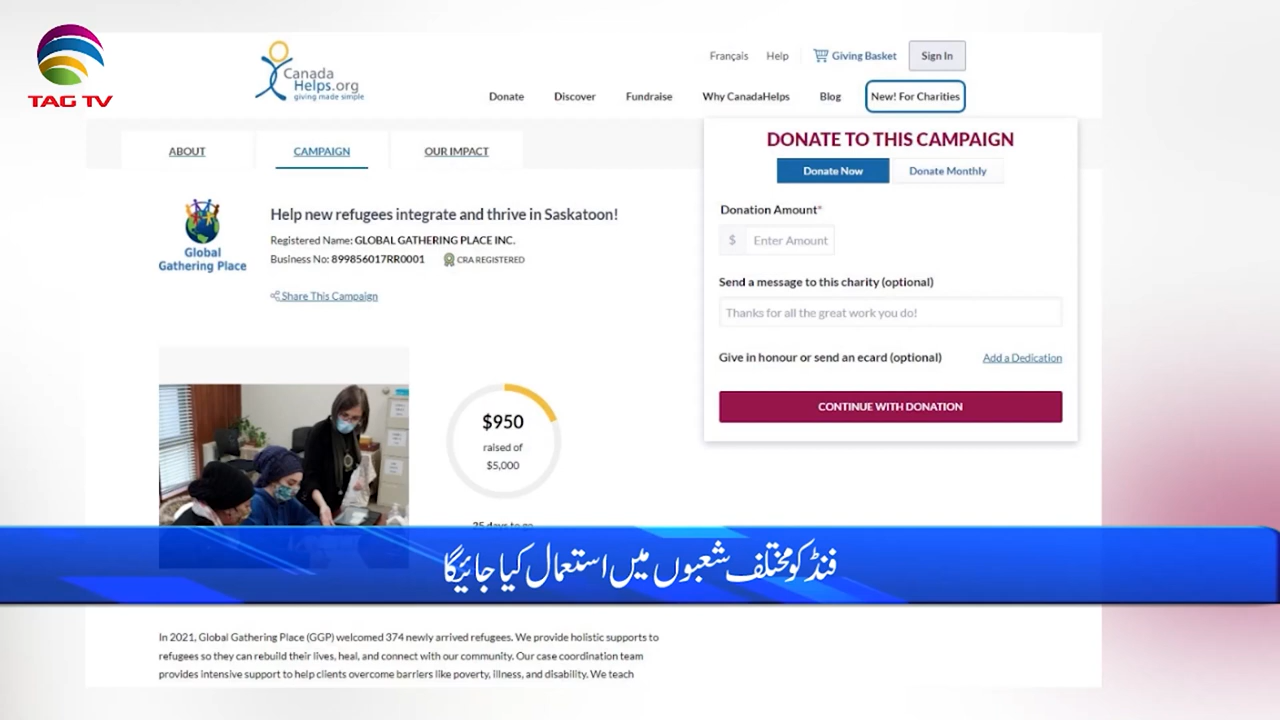 TAG TV
Canada
Helps.org
giving made simple
Français Help Giving Basket Sign In
Donate Discover Fundraise Why CanadaHelps Blog New! For Charities
ABOUT CAMPAIGN OUR IMPACT
DONATE TO THIS CAMPAIGN
Donate Now Donate Monthly
Donation Amount*
$ Enter Amount
Send a message to this charity (optional)
Thanks for all the great work you do!
Give in honour or send an ecard (optional) Add a Dedication
CONTINUE WITH DONATION
Global
Gathering Place
Help new refugees integrate and thrive in Saskatoon!
Registered Name: GLOBAL GATHERING PLACE INC.
Business No: 899856017RR0001 CRA REGISTERED
Share This Campaign
$950
raised of
$5,000
25 days to go
فنڈ کو مختلف شعبوں میں استعمال کیا جائیگا
In 2021, Global Gathering Place (GGP) welcomed 374 newly arrived refugees. We provide holistic supports to
refugees so they can rebuild their lives, heal, and connect with our community. Our case coordination team
provides intensive support to help clients overcome barriers like poverty, illness, and disability. We teach